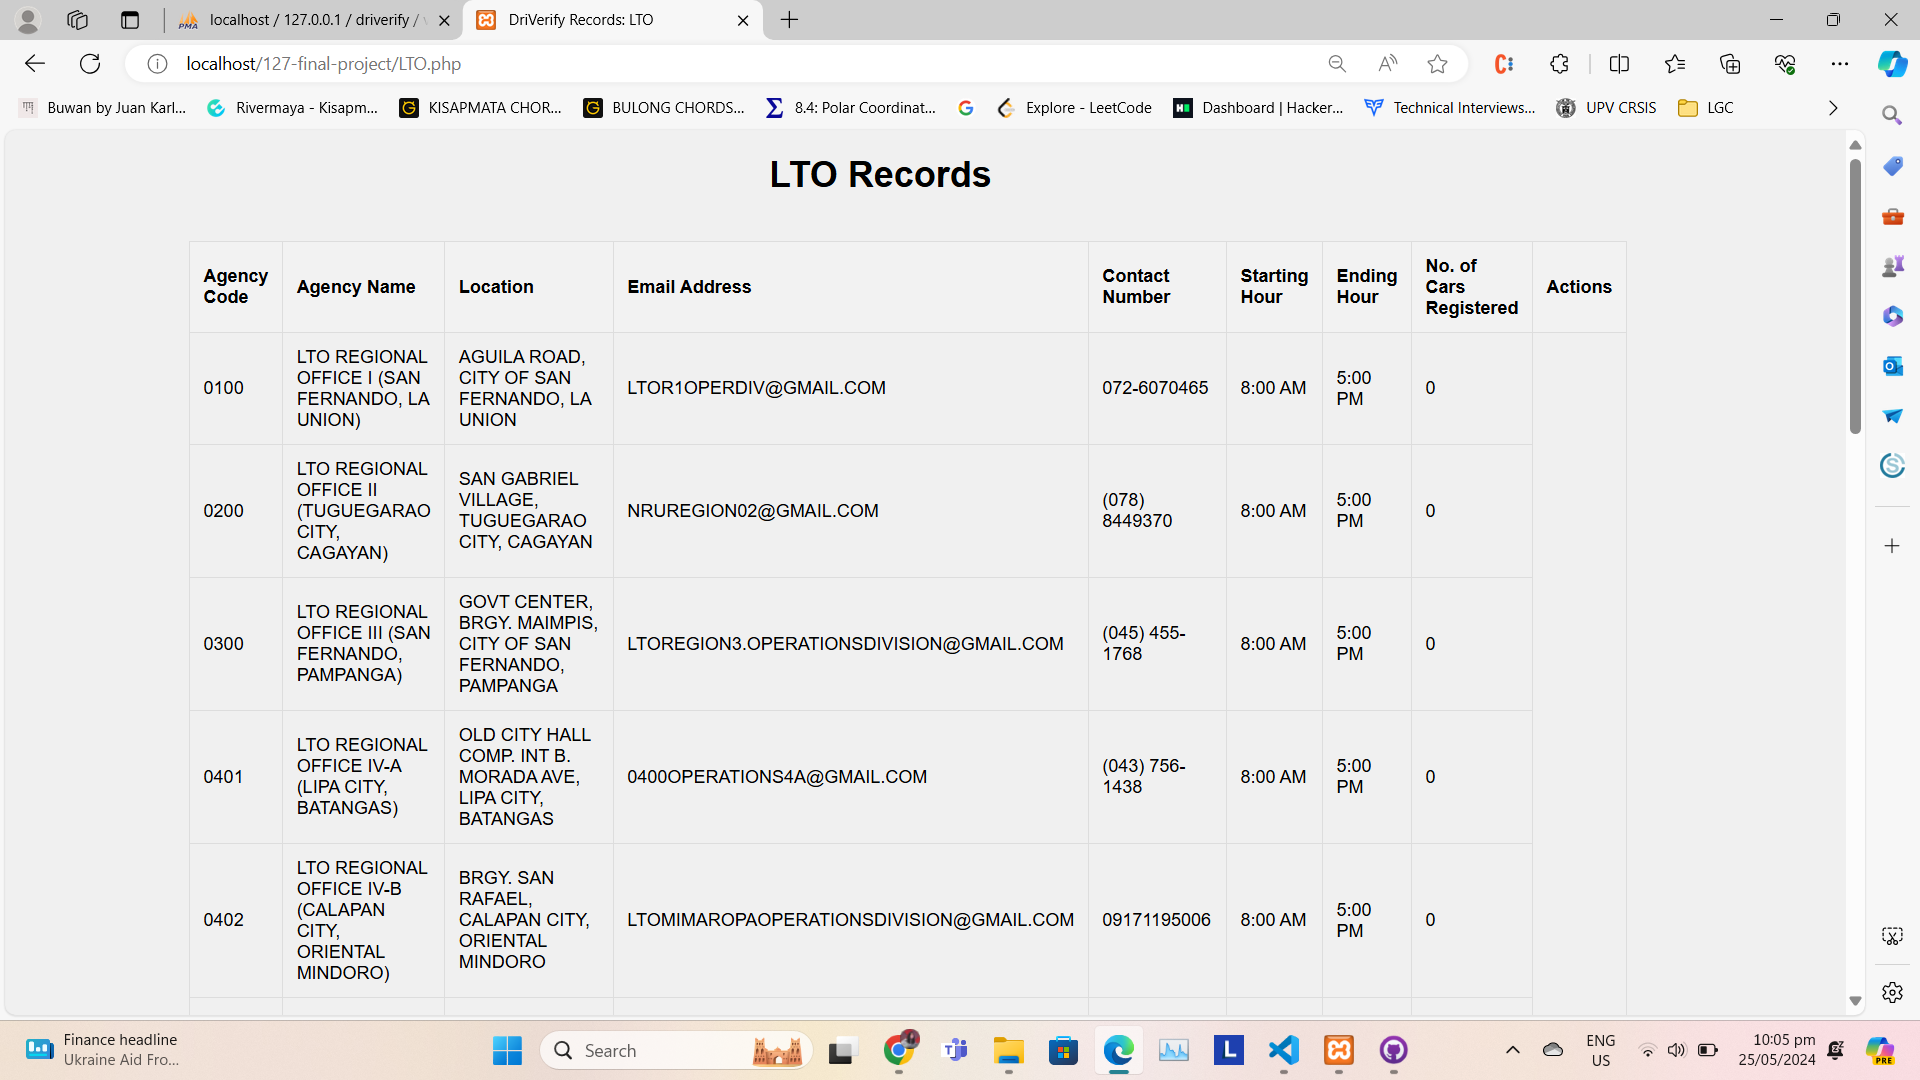 localhost / 127.0.0.1 / driverify /
DriVerify Records: LTO
localhost/127-final-project/LTO.php
Buwan by Juan Karl...
Rivermaya - Kisapm...
KISAPMATA CHOR...
BULONG CHORDS...
8.4: Polar Coordinat...
Explore - LeetCode
Dashboard | Hacker...
Technical Interviews...
UPV CRSIS
LGC
LTO Records
Agency
Code
Agency Name
Location
Email Address
Contact
Number
Starting
Hour
Ending
Hour
No. of
Cars
Registered
Actions
0100
LTO REGIONAL
OFFICE I (SAN
FERNANDO, LA
UNION)
AGUILA ROAD,
CITY OF SAN
FERNANDO, LA
UNION
LTOR1OPERDIV@GMAIL.COM
072-6070465
8:00 AM
5:00
PM
0
0200
LTO REGIONAL
OFFICE II
(TUGUEGARAO
CITY,
CAGAYAN)
SAN GABRIEL
VILLAGE,
TUGUEGARAO
CITY, CAGAYAN
NRUREGION02@GMAIL.COM
(078)
8449370
8:00 AM
5:00
PM
0
0300
LTO REGIONAL
OFFICE III (SAN
FERNANDO,
PAMPANGA)
GOVT CENTER,
BRGY. MAIMPIS,
CITY OF SAN
FERNANDO,
PAMPANGA
LTOREGION3.OPERATIONSDIVISION@GMAIL.COM
(045) 455-
1768
8:00 AM
5:00
PM
0
0401
LTO REGIONAL
OFFICE IV-A
(LIPA CITY,
BATANGAS)
OLD CITY HALL
COMP. INT B.
MORADA AVE,
LIPA CITY,
BATANGAS
0400OPERATIONS4A@GMAIL.COM
(043) 756-
1438
8:00 AM
5:00
PM
0
0402
LTO REGIONAL
OFFICE IV-B
(CALAPAN
CITY,
ORIENTAL
MINDORO)
BRGY. SAN
RAFAEL,
CALAPAN CITY,
ORIENTAL
MINDORO
LTOMIMAROPAOPERATIONSDIVISION@GMAIL.COM
09171195006
8:00 AM
5:00
PM
0
Finance headline
Ukraine Aid Fro...
Search
ENG
US
10:05 pm
25/05/2024